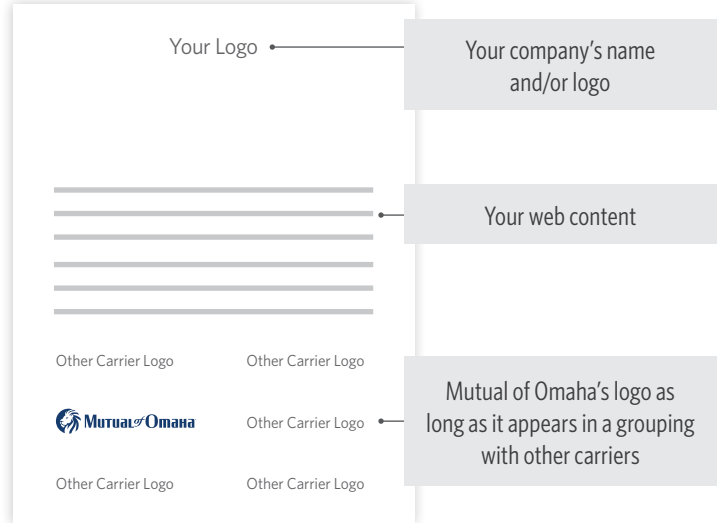 Your Logo
Your company's name
and/or logo
Your web content
Other Carrier Logo
Other Carrier Logo
Mutual of Omaha
Other Carrier Logo
Mutual of Omaha's logo as
long as it appears in a grouping
with other carriers
Other Carrier Logo
Other Carrier Logo